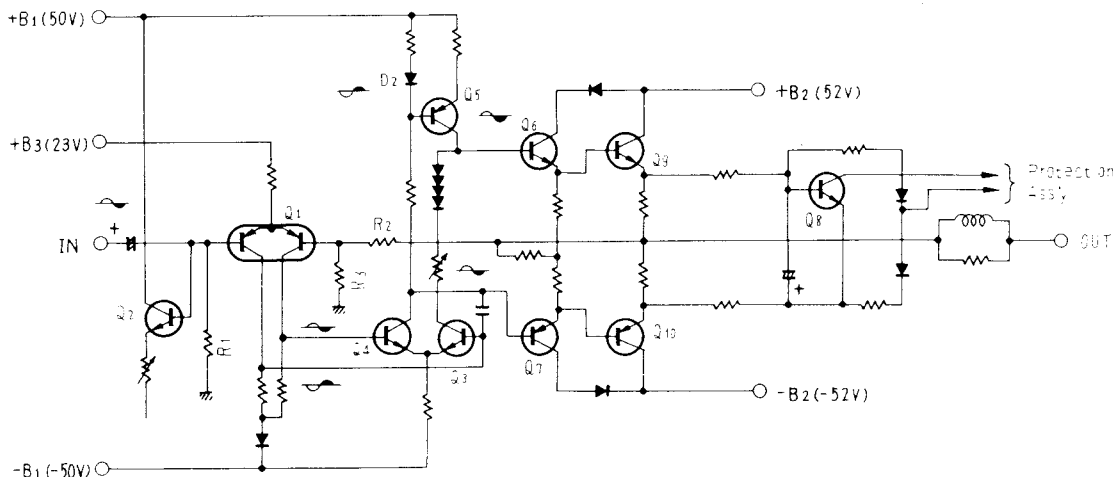 +B1(50V)
D2
Q5
+B2(52V)
Q6
Q9
+B3(23V)
Protection
Ass'y
Q8
Q1
+
IN
R2
OUT
R3
+
Q2
R1
Q4
Q3
Q7
Q10
-B2(-52V)
-B1(-50V)